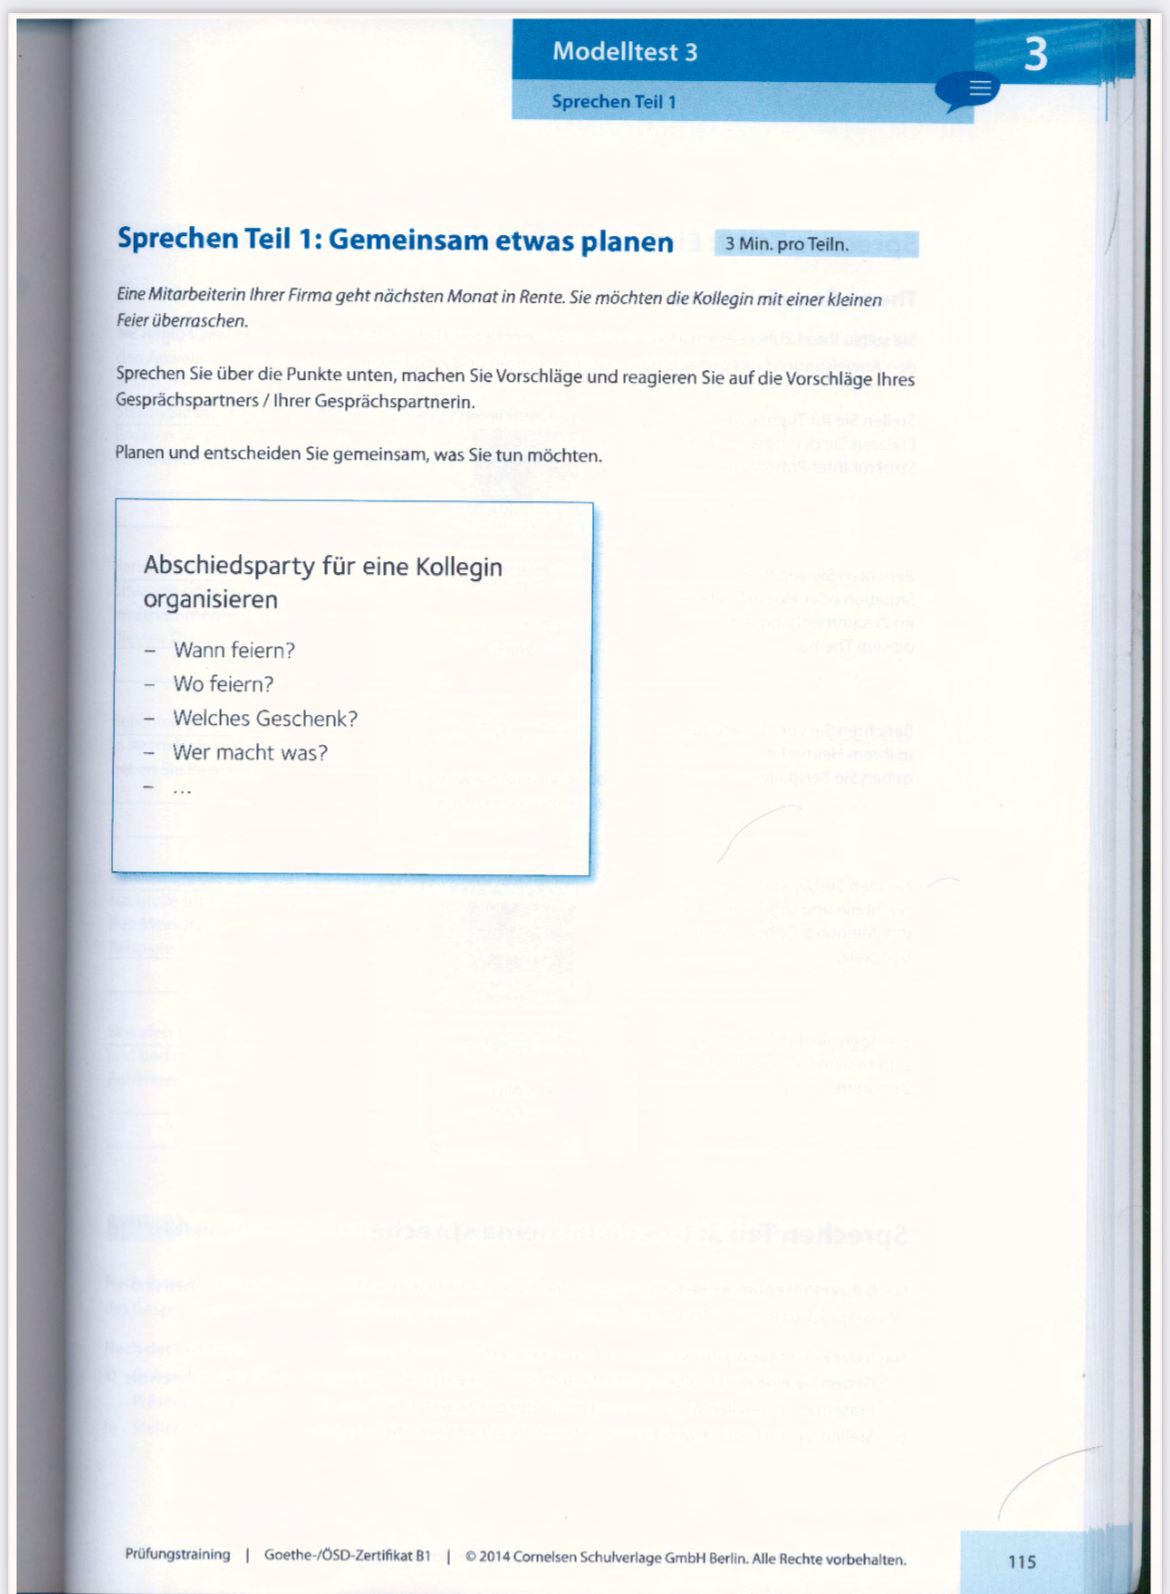 Modelltest 3
3
Sprechen Teil 1
Sprechen Teil 1: Gemeinsam etwas planen
3 Min. pro Teiln.
Eine Mitarbeiterin Ihrer Firma geht nächsten Monat in Rente. Sie möchten die Kollegin mit einer kleinen
Feier überraschen.
Sprechen Sie über die Punkte unten, machen Sie Vorschläge und reagieren Sie auf die Vorschläge Ihres
Gesprächspartners / Ihrer Gesprächspartnerin.
Planen und entscheiden Sie gemeinsam, was Sie tun möchten.
Abschiedsparty für eine Kollegin
organisieren
– Wann feiern?
– Wo feiern?
– Welches Geschenk?
– Wer macht was?
– ...
Prüfungstraining | Goethe-/ÖSD-Zertifikat B1 | © 2014 Cornelsen Schulverlage GmbH Berlin. Alle Rechte vorbehalten.
115